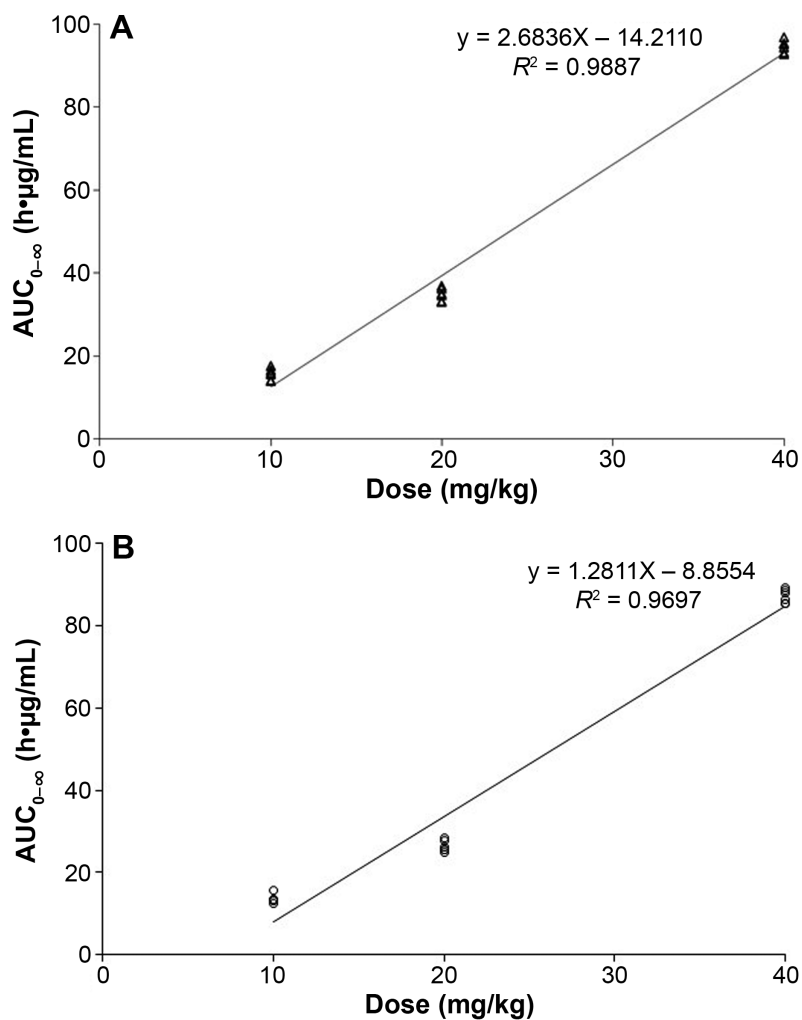 A
y = 2.6836X – 14.2110
R² = 0.9887
AUC₀₋∞ (h•µg/mL)
100
80
60
40
20
0
0 10 20 30 40
Dose (mg/kg)
B
y = 1.2811X – 8.8554
R² = 0.9697
AUC₀₋∞ (h•µg/mL)
100
80
60
40
20
0
0 10 20 30 40
Dose (mg/kg)